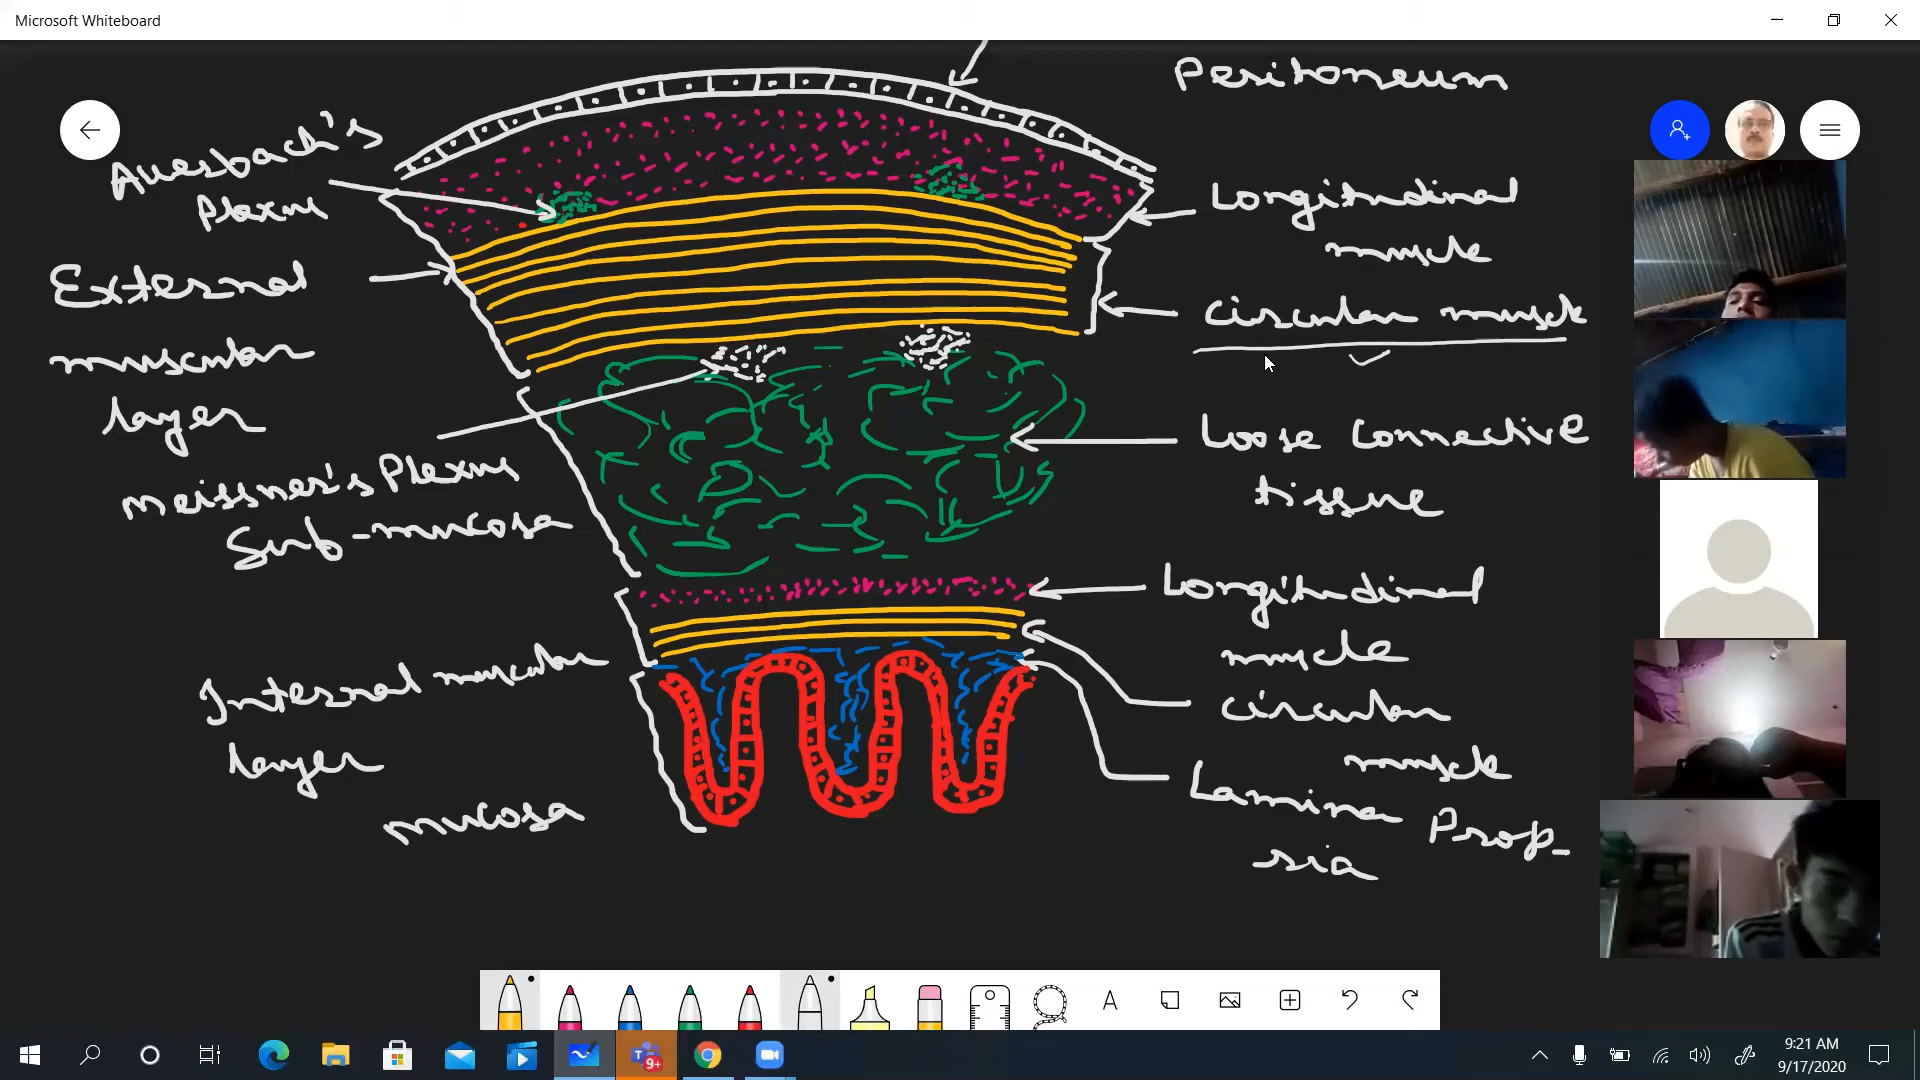 Microsoft Whiteboard
Peritoneum
Auerbach's
Plexus
Longitudinal
muscle
External
muscular
layer
circular muscle
Loose connective
tissue
Meissner's Plexus
Sub-mucosa
Longitudinal
muscle
Internal muscular
layer
circular
muscle
mucosa
Lamina Prop-
ria
A
T
9+
9:21 AM
9/17/2020